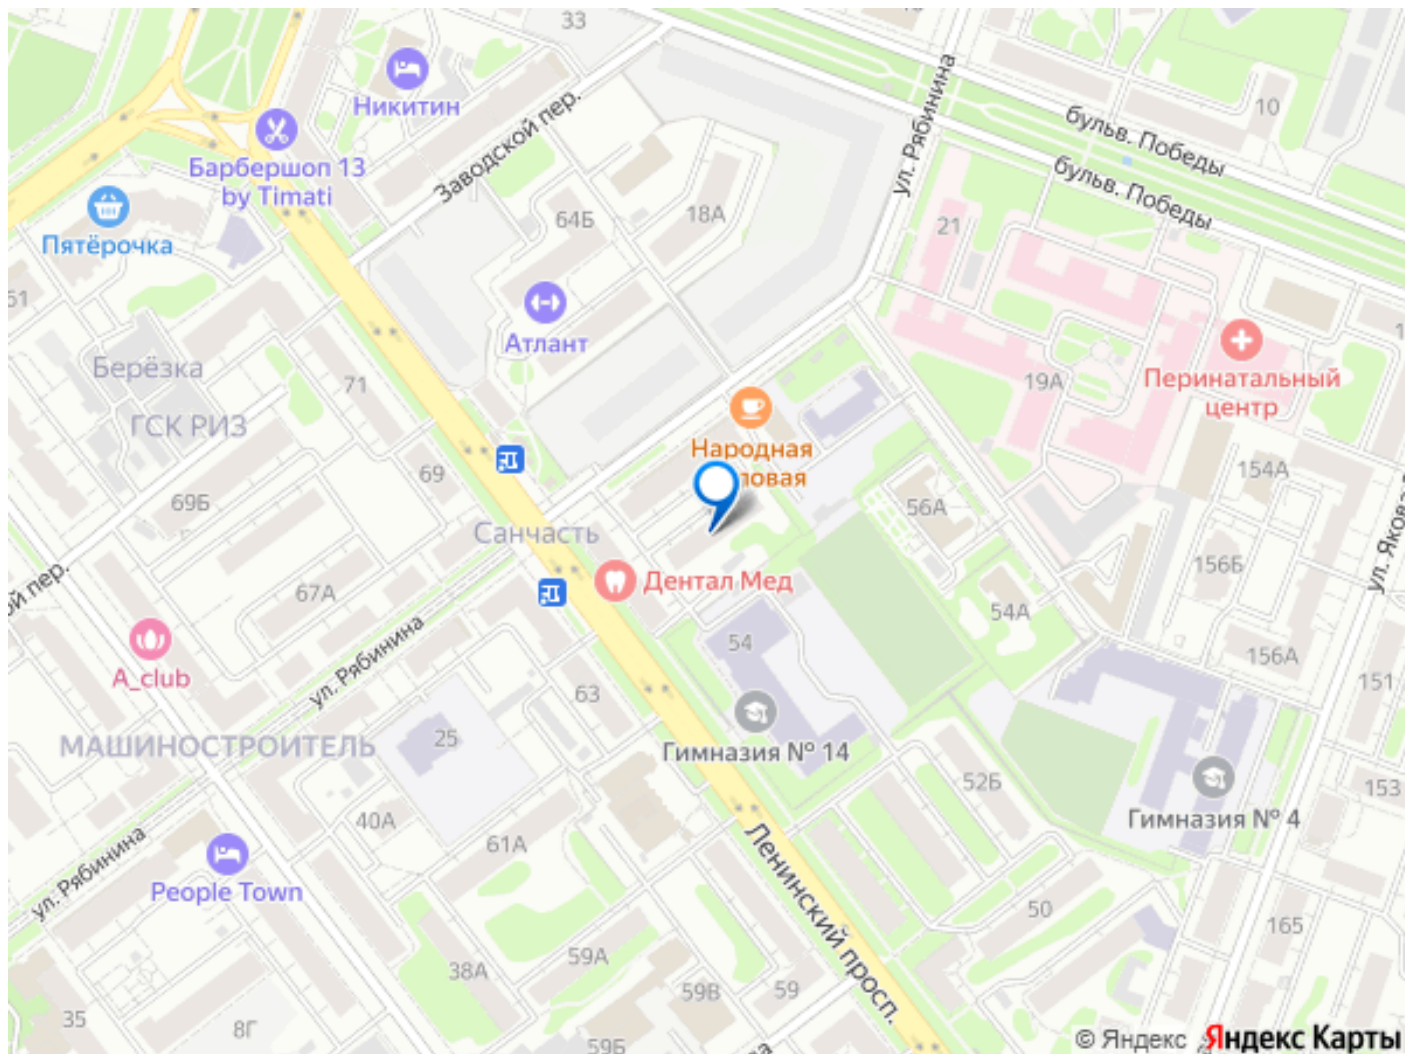 33
Никитин
Заводской пер.
Барбершоп 13
by Timati
Пятёрочка
64Б
18А
ул. Рябинина
10
бульв. Победы
бульв. Победы
21
61
Атлант
Берёзка
71
ГСК РИЗ
19А
Перинатальный
центр
Народная
69
69Б
154А
56А
Санчасть
Дентал Мед
156Б
ул. Яковл
й пер.
67А
54А
54
A_club
ул. Рябинина
156А
151
63
25
МАШИНОСТРОИТЕЛЬ
Гимназия № 14
52Б
153
Гимназия № 4
40А
61А
ул. Рябинина
People Town
Ленинский просп.
50
165
59А
38А
59В
59
35
8Г
59Б
© Яндекс Яндекс Карты